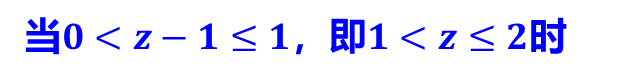 当0 < z − 1 ≤ 1，即1 < z ≤ 2时